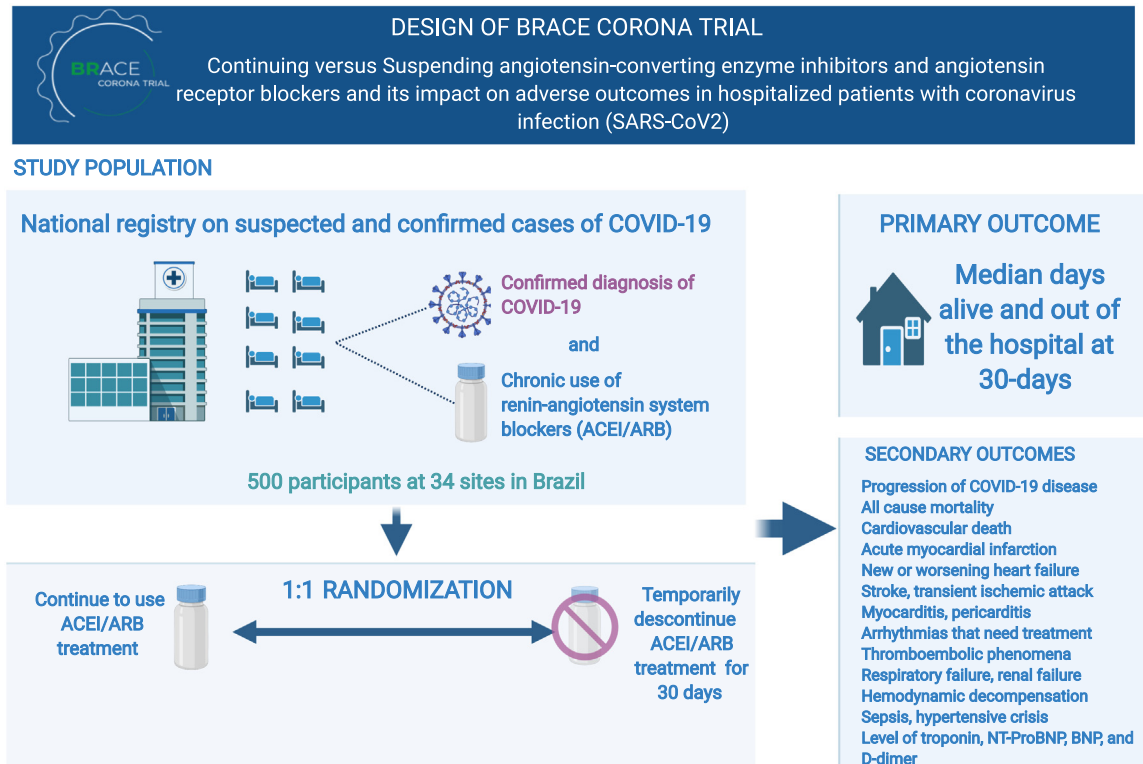 DESIGN OF BRACE CORONA TRIAL
BRACE
CORONA TRIAL
Continuing versus Suspending angiotensin-converting enzyme inhibitors and angiotensin
receptor blockers and its impact on adverse outcomes in hospitalized patients with coronavirus
infection (SARS-CoV2)
STUDY POPULATION
National registry on suspected and confirmed cases of COVID-19
Confirmed diagnosis of
COVID-19
and
Chronic use of
renin-angiotensin system
blockers (ACEI/ARB)
500 participants at 34 sites in Brazil
1:1 RANDOMIZATION
Continue to use
ACEI/ARB
treatment
Temporarily
descontinue
ACEI/ARB
treatment for
30 days
PRIMARY OUTCOME
Median days
alive and out of
the hospital at
30-days
SECONDARY OUTCOMES
Progression of COVID-19 disease
All cause mortality
Cardiovascular death
Acute myocardial infarction
New or worsening heart failure
Stroke, transient ischemic attack
Myocarditis, pericarditis
Arrhythmias that need treatment
Thromboembolic phenomena
Respiratory failure, renal failure
Hemodynamic decompensation
Sepsis, hypertensive crisis
Level of troponin, NT-ProBNP, BNP, and
D-dimer